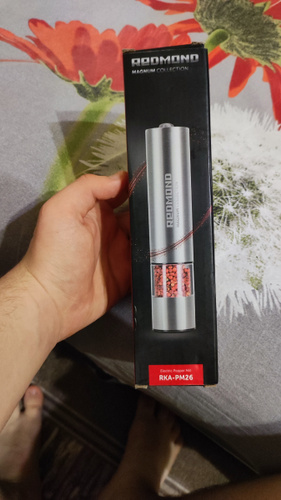 REDMOND
MAGNUM COLLECTION
REDMOND
Electric Pepper Mill
RKA-PM26